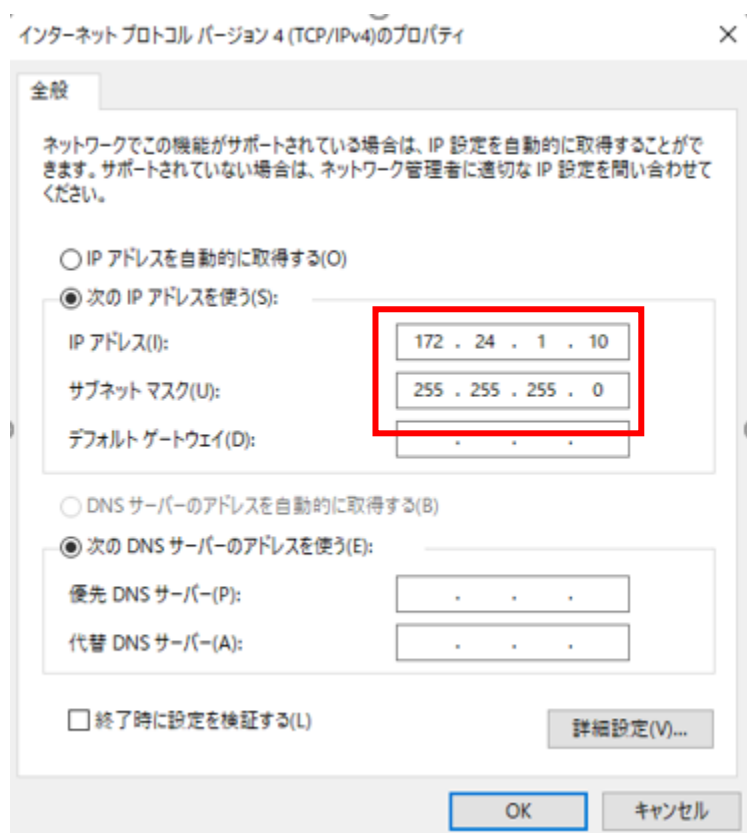 インターネット プロトコル バージョン 4 (TCP/IPv4)のプロパティ
全般
ネットワークでこの機能がサポートされている場合は、IP 設定を自動的に取得することがで
きます。サポートされていない場合は、ネットワーク管理者に適切な IP 設定を問い合わせて
ください。
IP アドレスを自動的に取得する(O)
次の IP アドレスを使う(S):
IP アドレス(I): 172 . 24 . 1 . 10
サブネット マスク(U): 255 . 255 . 255 . 0
デフォルト ゲートウェイ(D): . . .
DNS サーバーのアドレスを自動的に取得する(B)
次の DNS サーバーのアドレスを使う(E):
優先 DNS サーバー(P): . . .
代替 DNS サーバー(A): . . .
終了時に設定を検証する(L)
詳細設定(V)...
OK キャンセル